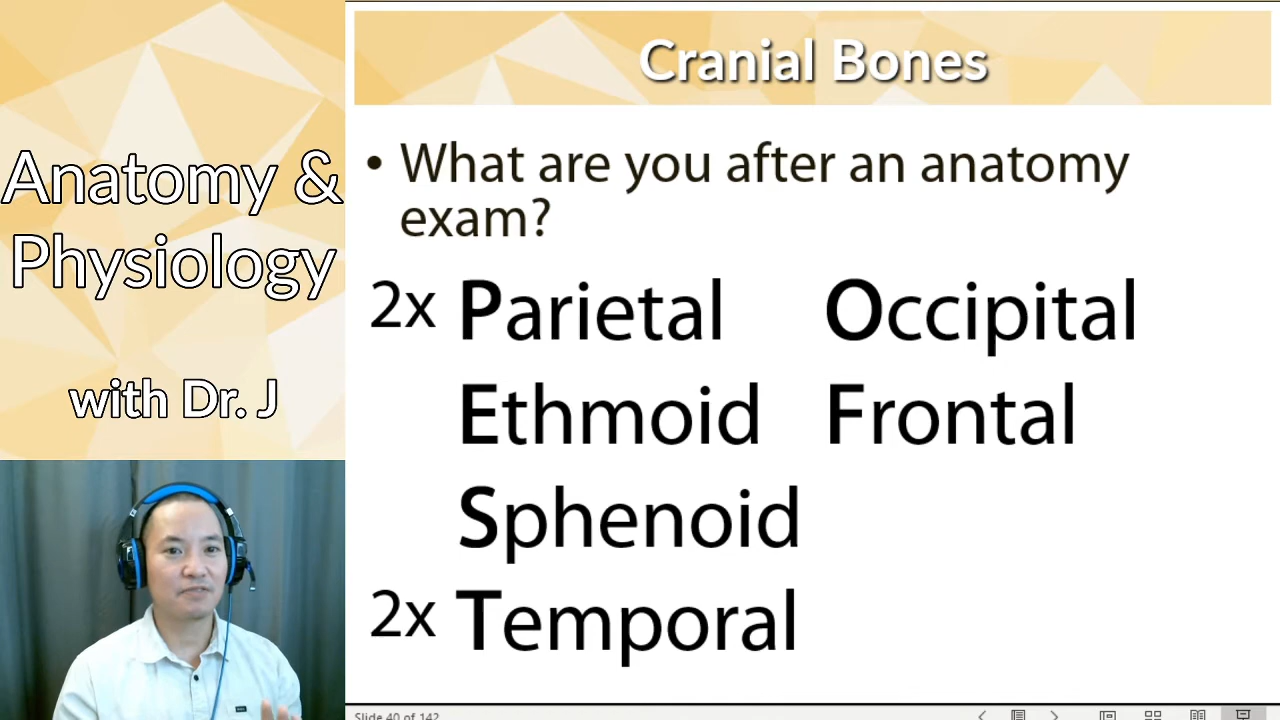 Anatomy &
Physiology
with Dr. J
Cranial Bones
• What are you after an anatomy
exam?
2x Parietal Occipital
Ethmoid Frontal
Sphenoid
2x Temporal
Slide 40 of 142